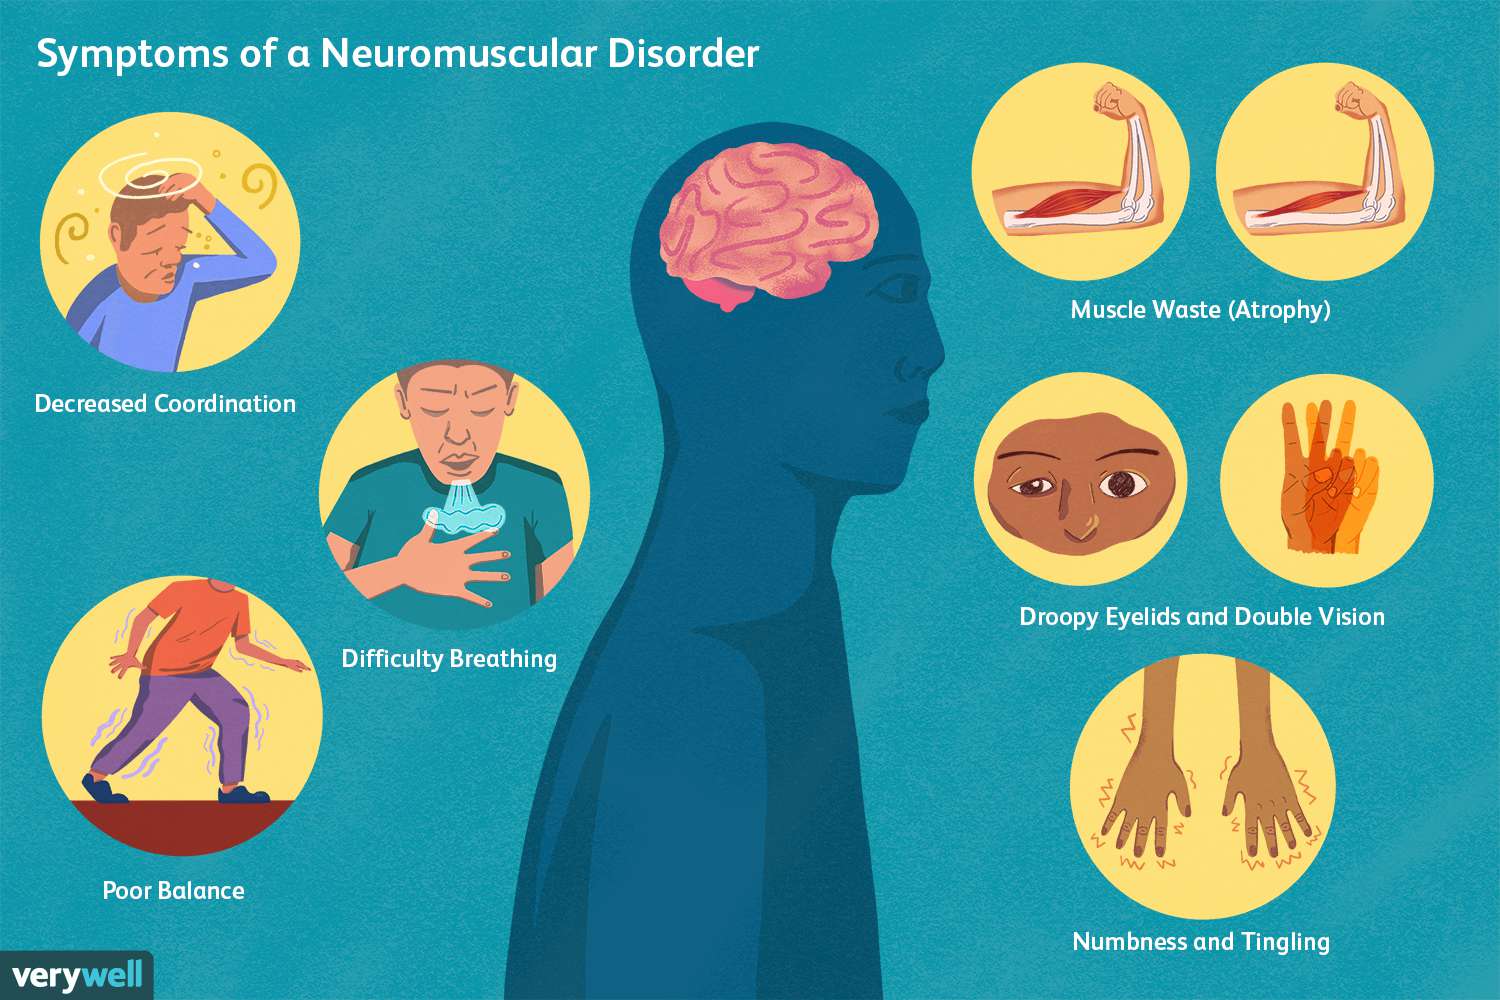 Symptoms of a Neuromuscular Disorder
Decreased Coordination
Difficulty Breathing
Poor Balance
Muscle Waste (Atrophy)
Droopy Eyelids and Double Vision
Numbness and Tingling
verywell